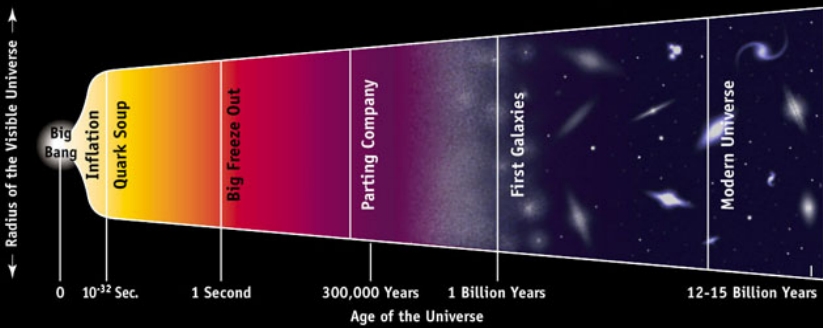 Radius of the Visible Universe
Big
Bang
Inflation
Quark Soup
Big Freeze Out
Parting Company
First Galaxies
Modern Universe
0
10⁻³² Sec.
1 Second
300,000 Years
1 Billion Years
12-15 Billion Years
Age of the Universe